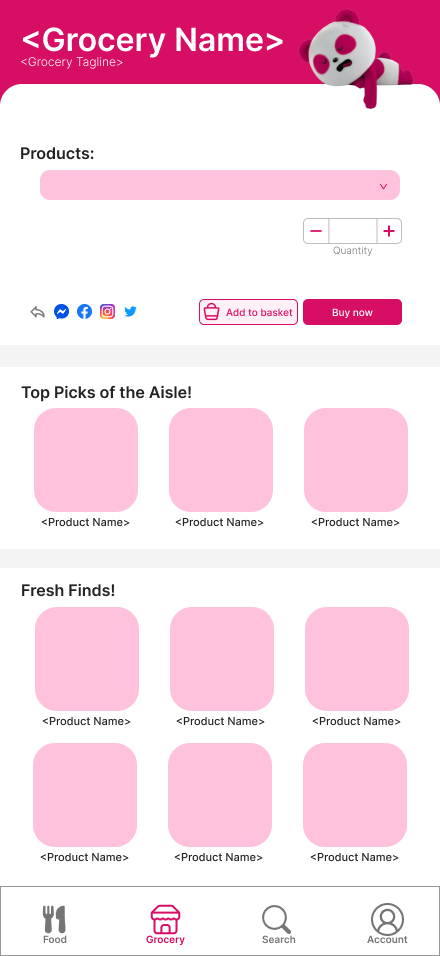 <Grocery Name>
<Grocery Tagline>
Products:
Quantity
Add to basket
Buy now
Top Picks of the Aisle!
<Product Name> <Product Name> <Product Name>
Fresh Finds!
<Product Name> <Product Name> <Product Name>
<Product Name> <Product Name> <Product Name>
Food Grocery Search Account